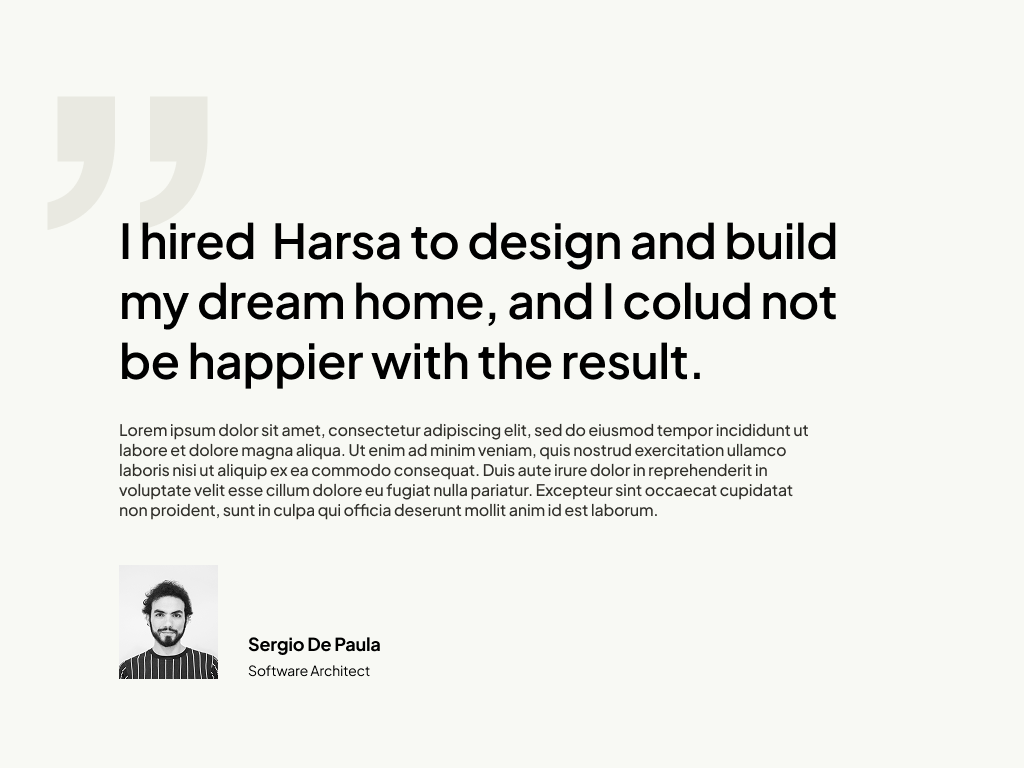 I hired  Harsa to design and build
my dream home, and I colud not
be happier with the result.
Lorem ipsum dolor sit amet, consectetur adipiscing elit, sed do eiusmod tempor incididunt ut
labore et dolore magna aliqua. Ut enim ad minim veniam, quis nostrud exercitation ullamco
laboris nisi ut aliquip ex ea commodo consequat. Duis aute irure dolor in reprehenderit in
voluptate velit esse cillum dolore eu fugiat nulla pariatur. Excepteur sint occaecat cupidatat
non proident, sunt in culpa qui officia deserunt mollit anim id est laborum.
Sergio De Paula
Software Architect